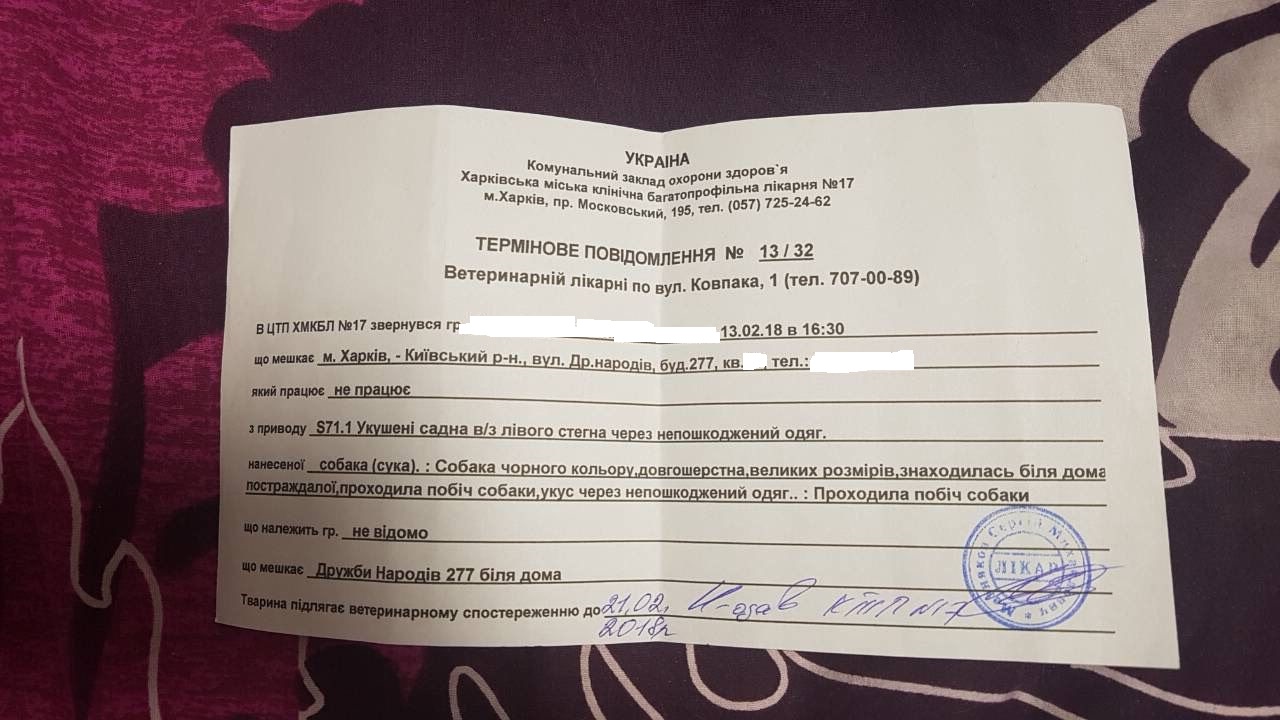 УКРАЇНА
Комунальний заклад охорони здоров`я
Харківська міська клінічна багатопрофільна лікарня №17
м.Харків, пр. Московський, 195, тел. (057) 725-24-62
ТЕРМІНОВЕ ПОВІДОМЛЕННЯ № 13 / 32
Ветеринарній лікарні по вул. Ковпака, 1 (тел. 707-00-89)
В ЦТП ХМКБЛ №17 звернувся гр. 13.02.18 в 16:30
що мешкає м. Харків, - Київський р-н., вул. Др.народів, буд.277, кв. , тел.:
який працює не працює
з приводу S71.1 Укушені садна в/з лівого стегна через непошкоджений одяг.
нанесеної собака (сука). : Собака чорного кольору,довгошерстна,великих розмірів,знаходилась біля дома
постраждалої,проходила побіч собаки,укус через непошкоджений одяг.. : Проходила побіч собаки
що належить гр. не відомо
що мешкає Дружби Народів 277 біля дома
Тварина підлягає ветеринарному спостереженню до 21.02.
2018р
ЛІКАР